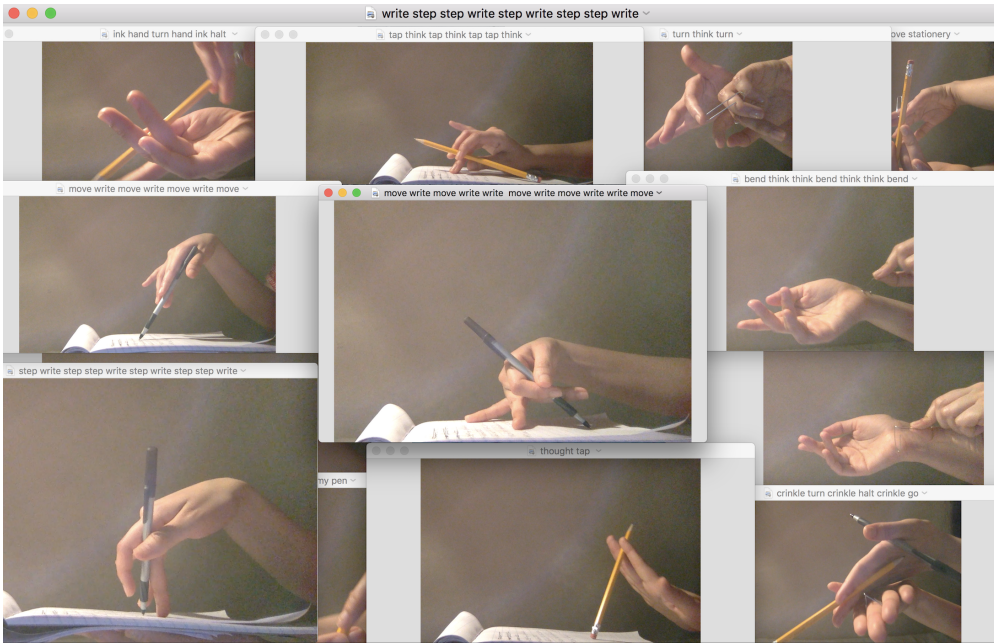 write step step write step write step step write
ink hand turn hand ink halt
tap think tap think tap tap think
turn think turn
ove stationery
move write move write move write move
move write move write write  move write move write write move
bend think think bend think think bend
step write step step write step write step step write
thought tap
my pen
crinkle turn crinkle halt crinkle go